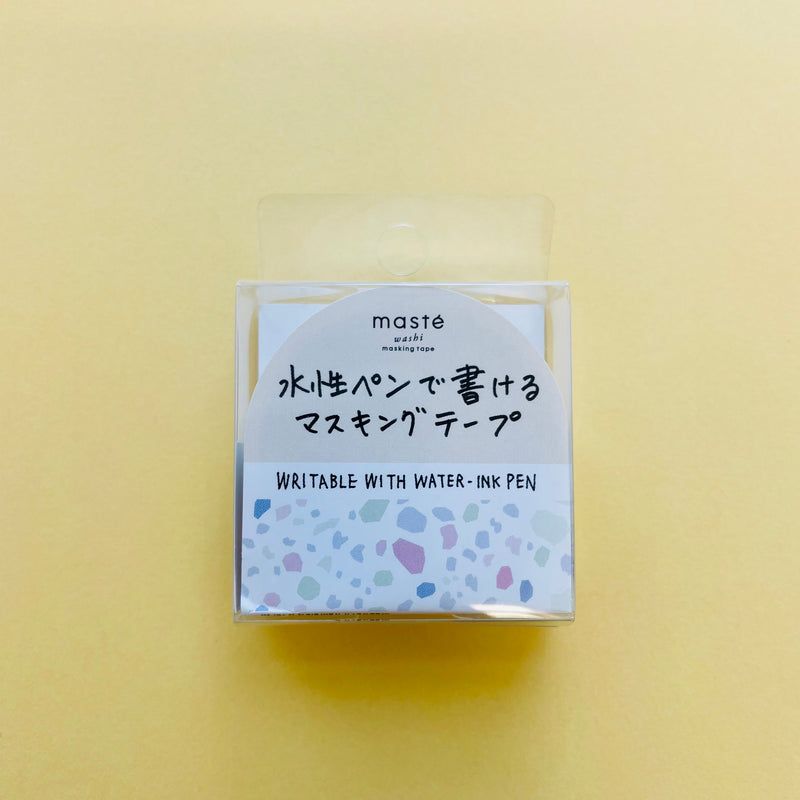 masté
washi
masking tape
水性ペンで書ける
マスキングテープ
WRITABLE WITH WATER-INK PEN